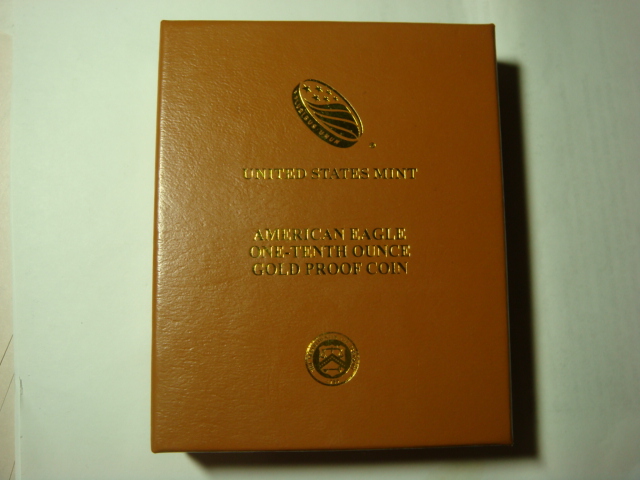 UNITED STATES MINT
AMERICAN EAGLE
ONE-TENTH OUNCE
GOLD PROOF COIN